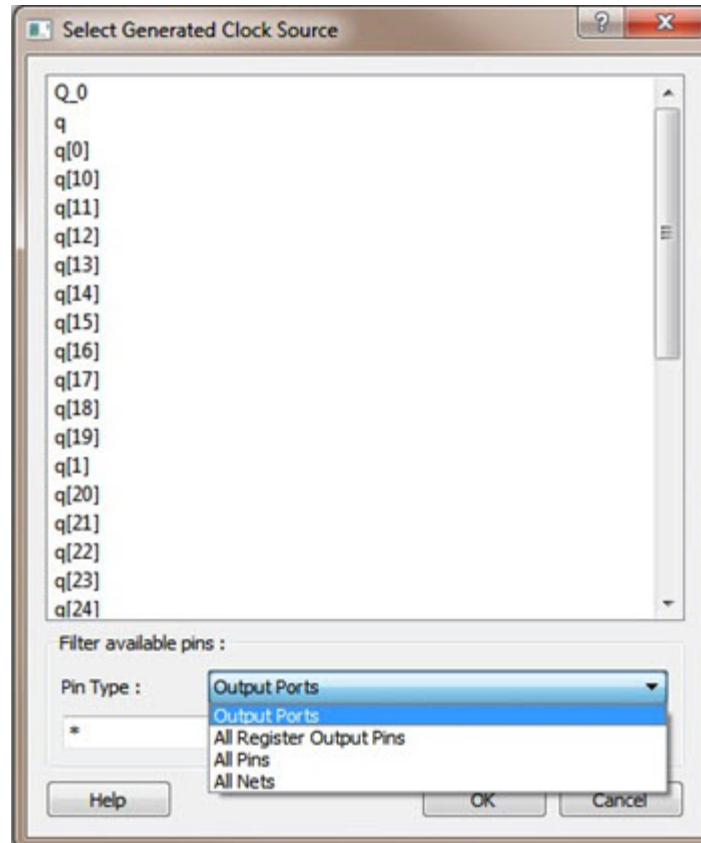 Select Generated Clock Source
Q_0
q
q[0]
q[10]
q[11]
q[12]
q[13]
q[14]
q[15]
q[16]
q[17]
q[18]
q[19]
q[1]
q[20]
q[21]
q[22]
q[23]
q[24]
Filter available pins :
Pin Type : Output Ports
Output Ports
*
All Register Output Pins
All Pins
All Nets
Help OK Cancel